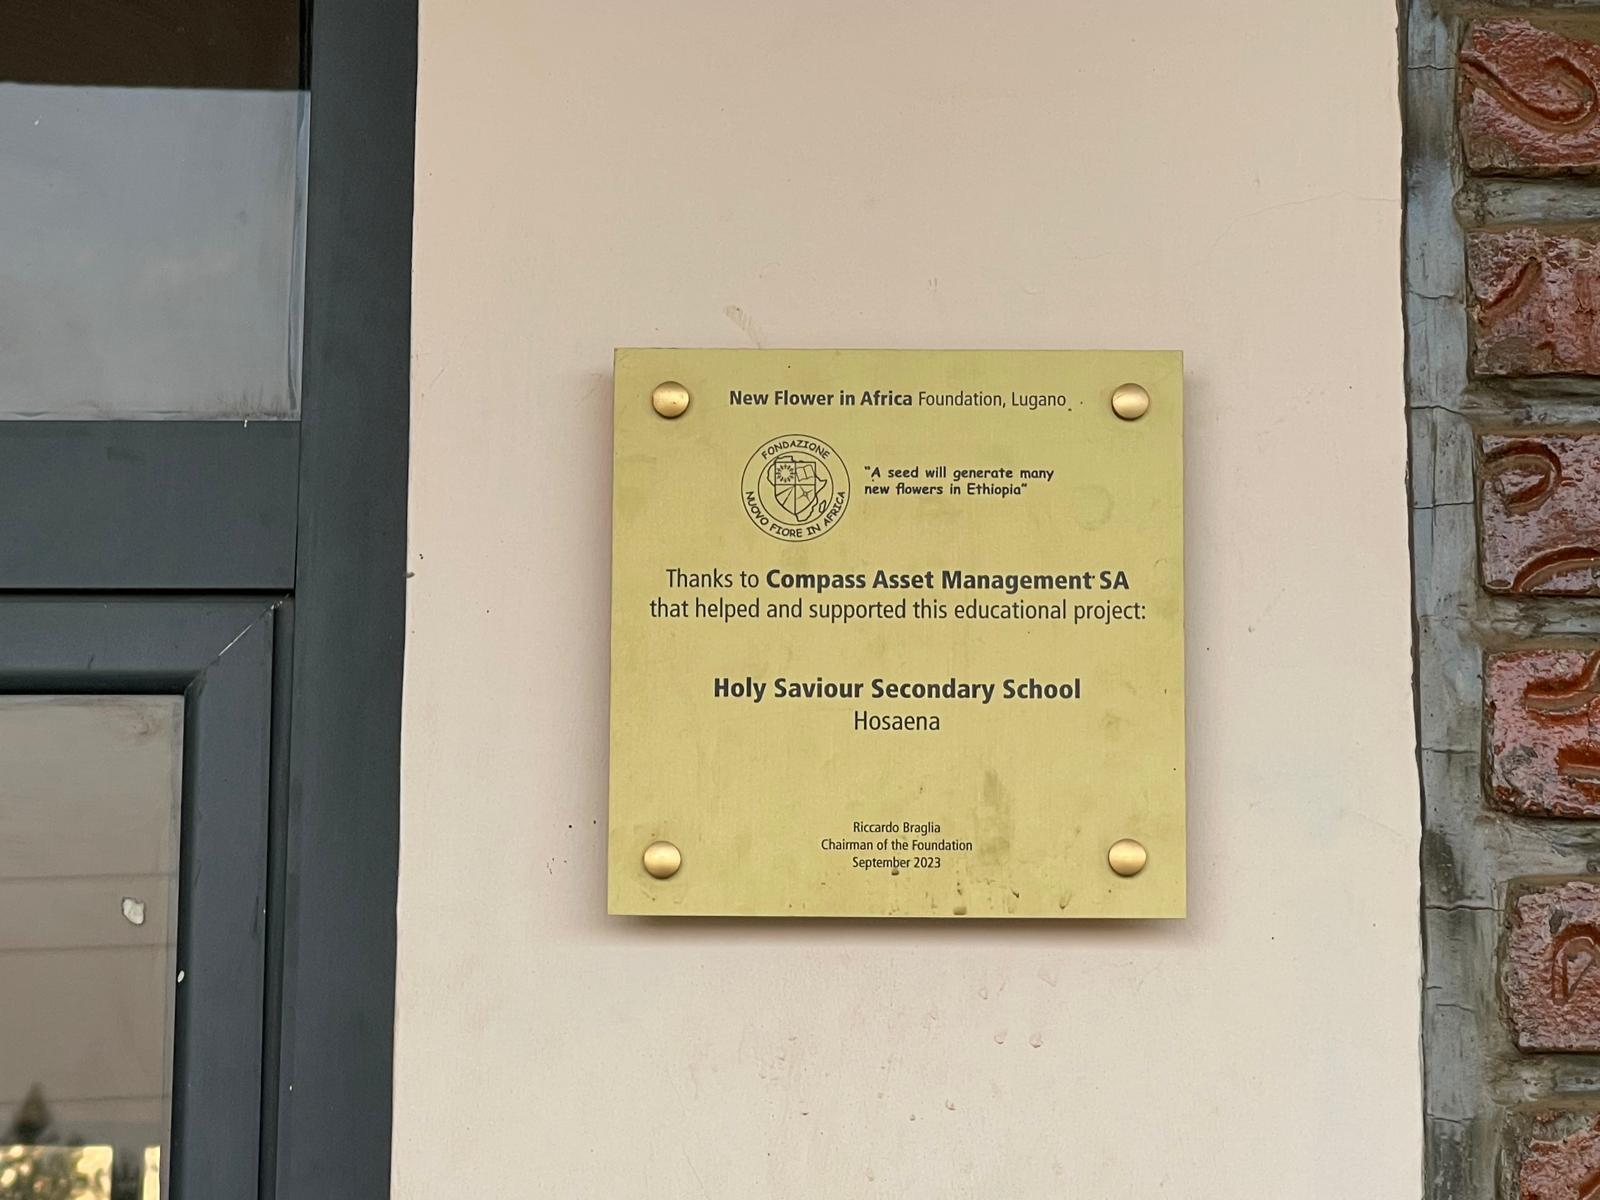 New Flower in Africa Foundation, Lugano
FONDAZIONE
NUOVO FIORE IN AFRICA
"A seed will generate many
new flowers in Ethiopia"
Thanks to Compass Asset Management SA
that helped and supported this educational project:
Holy Saviour Secondary School
Hosaena
Riccardo Braglia
Chairman of the Foundation
September 2023